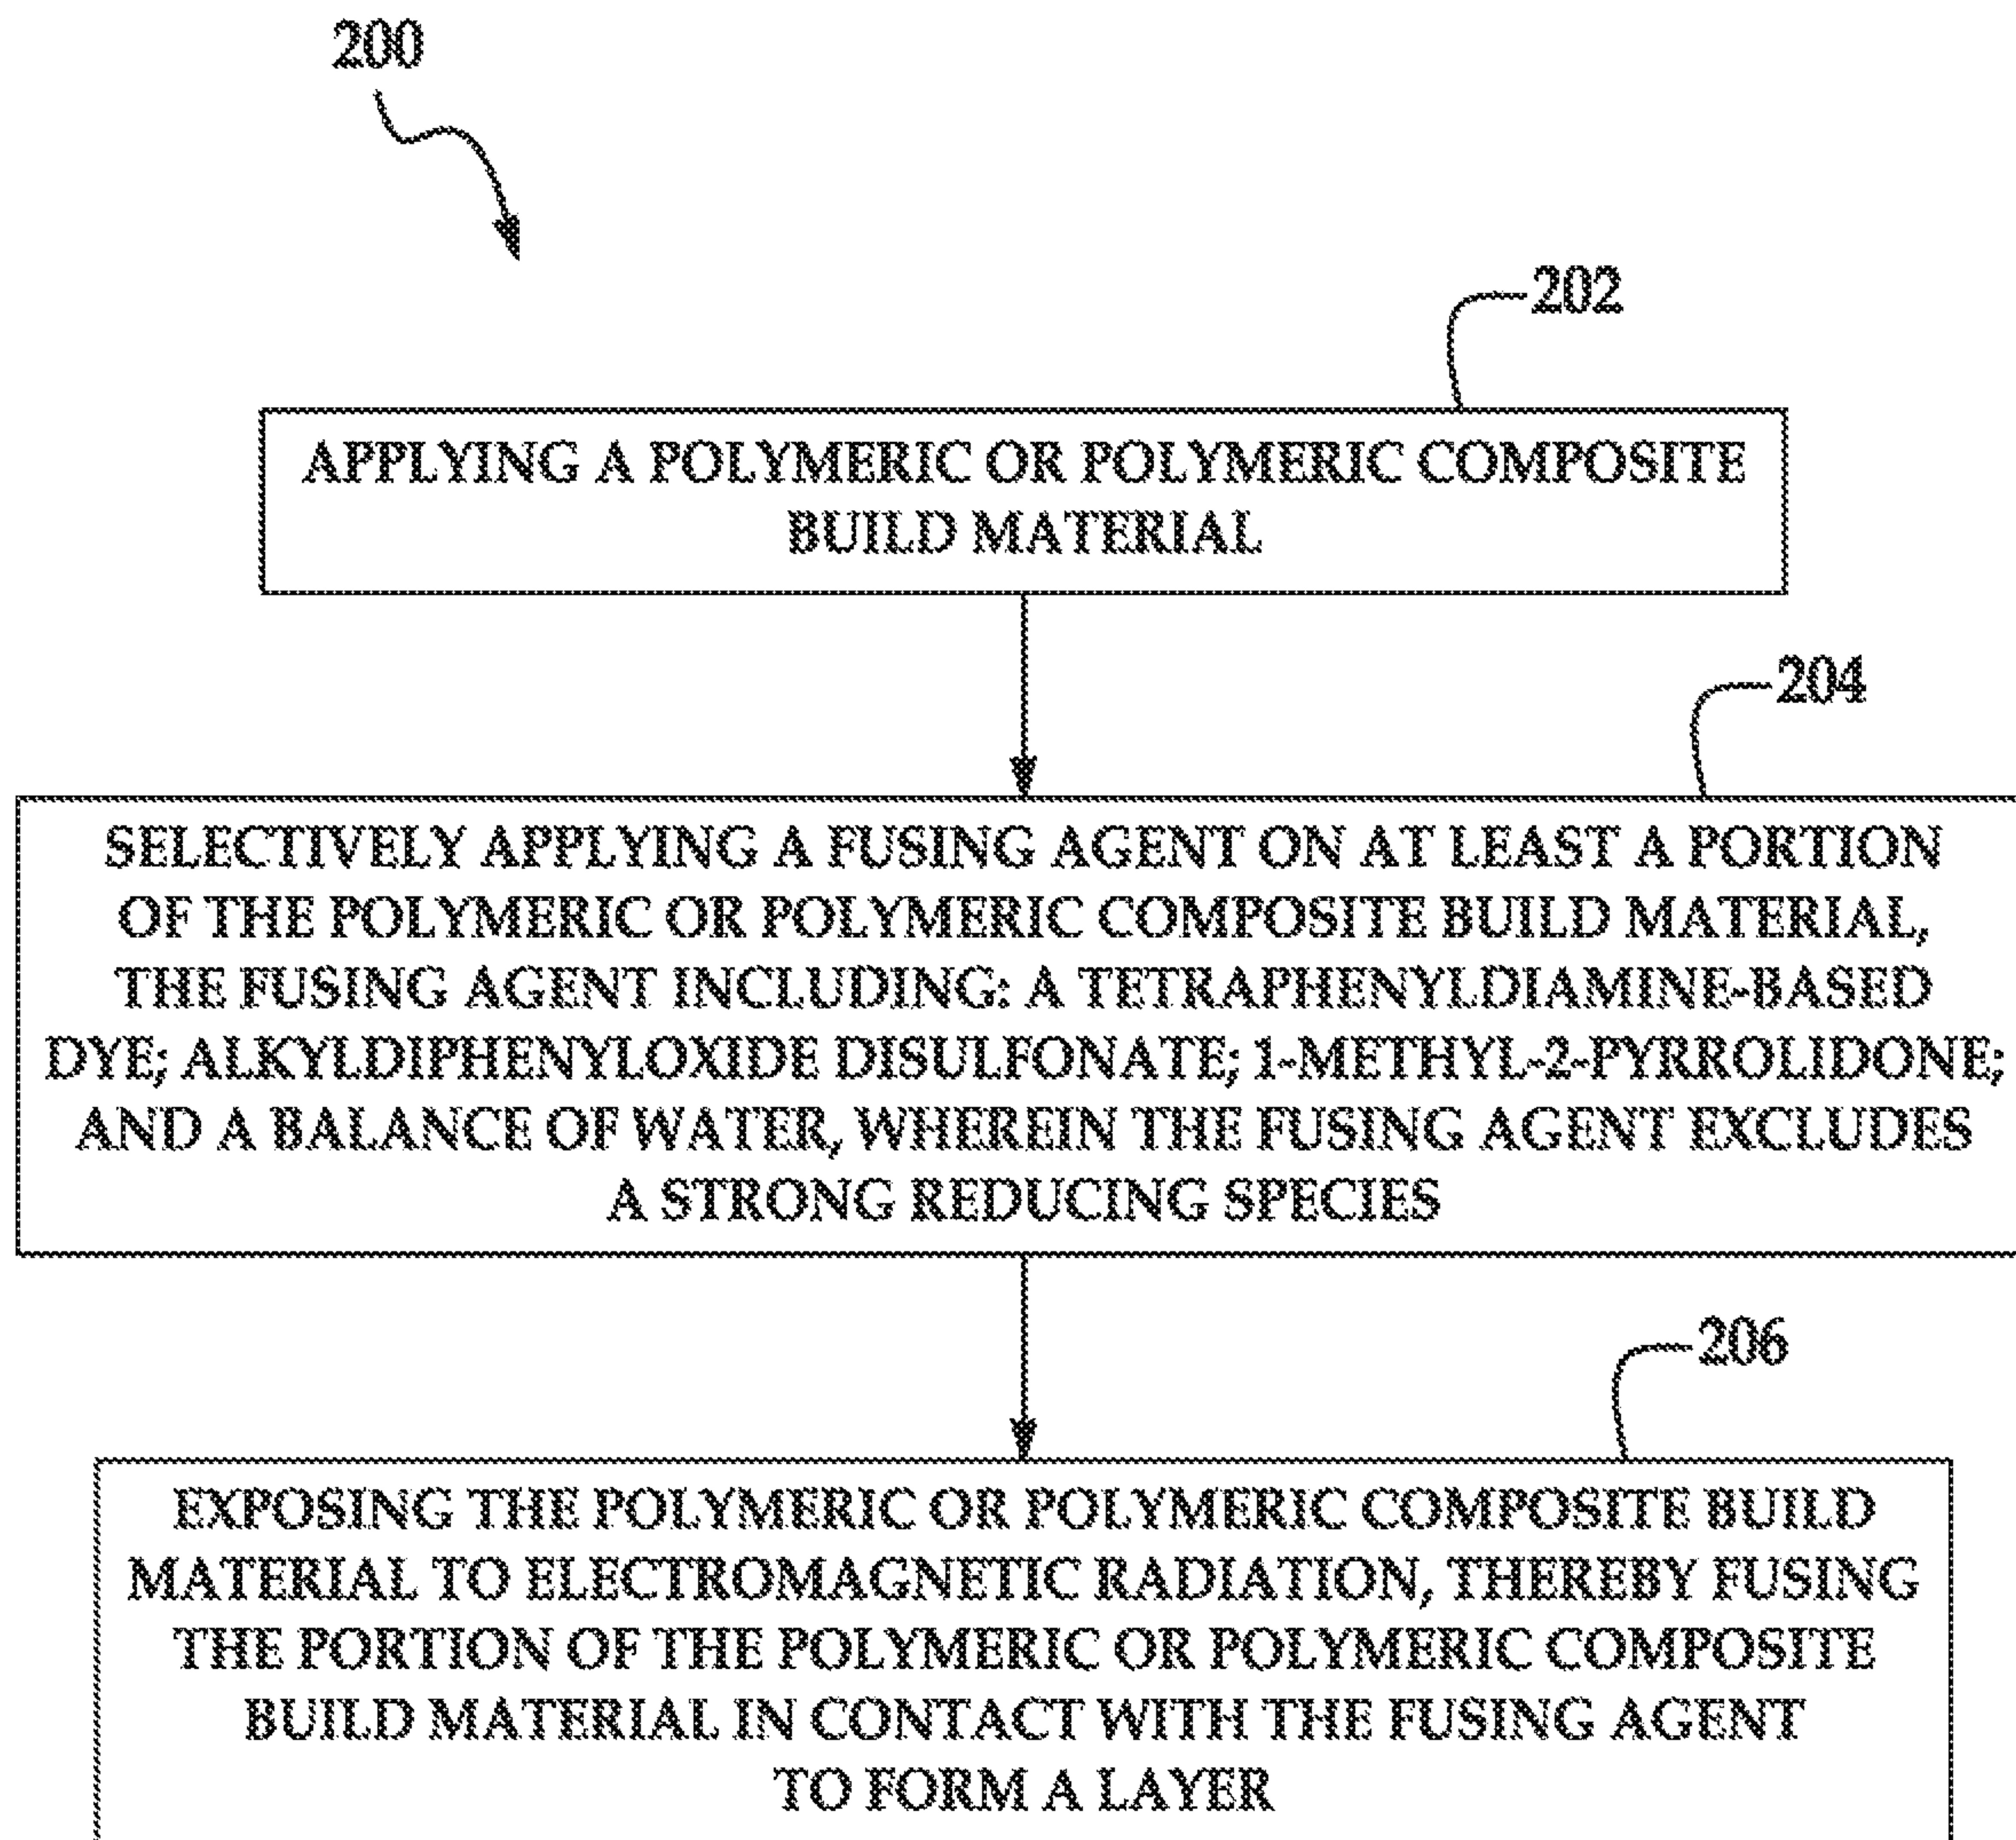 200
202
APPLYING A POLYMERIC OR POLYMERIC COMPOSITE
BUILD MATERIAL
204
SELECTIVELY APPLYING A FUSING AGENT ON AT LEAST A PORTION
OF THE POLYMERIC OR POLYMERIC COMPOSITE BUILD MATERIAL,
THE FUSING AGENT INCLUDING: A TETRAPHENYLDIAMINE-BASED
DYE; ALKYLDIPHENYLOXIDE DISULFONATE; 1-METHYL-2-PYRROLIDONE;
AND A BALANCE OF WATER, WHEREIN THE FUSING AGENT EXCLUDES
A STRONG REDUCING SPECIES
206
EXPOSING THE POLYMERIC OR POLYMERIC COMPOSITE BUILD
MATERIAL TO ELECTROMAGNETIC RADIATION, THEREBY FUSING
THE PORTION OF THE POLYMERIC OR POLYMERIC COMPOSITE
BUILD MATERIAL IN CONTACT WITH THE FUSING AGENT
TO FORM A LAYER